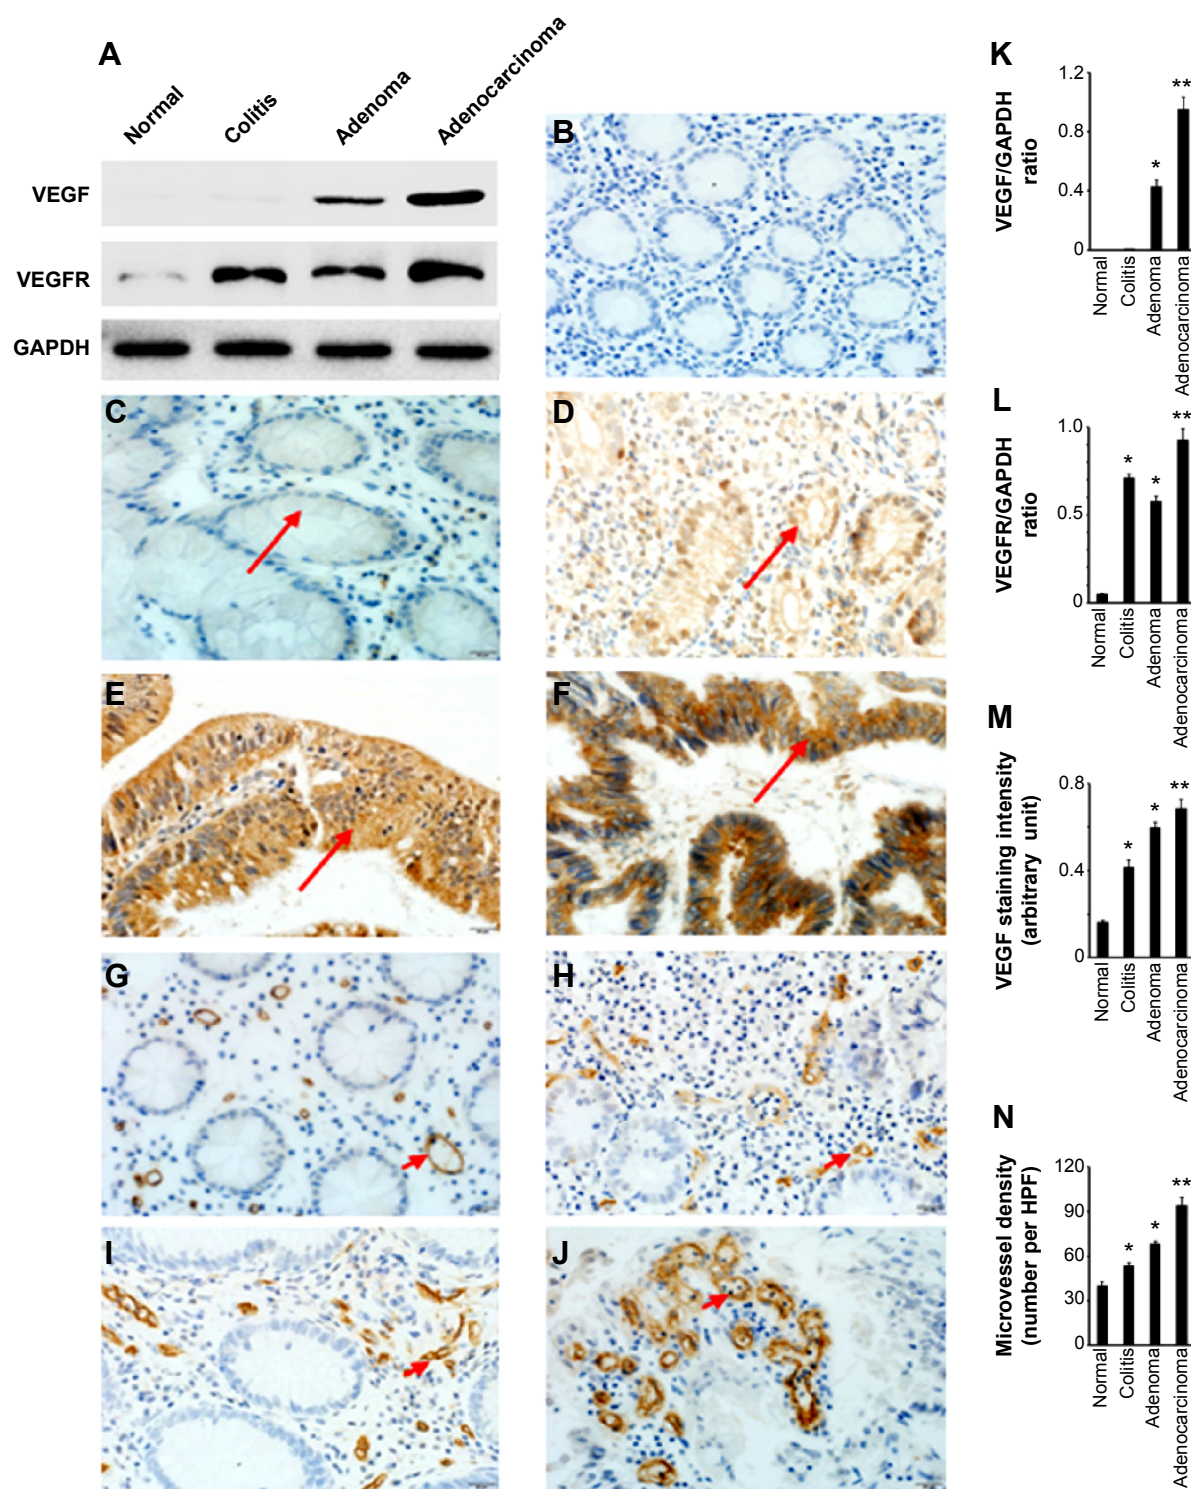 A
Normal
Colitis
Adenoma
Adenocarcinoma
VEGF
VEGFR
GAPDH
B
C
D
E
F
G
H
I
J
K
VEGF/GAPDH
ratio
1.2
0.8
0.4
0
*
**
Normal
Colitis
Adenoma
Adenocarcinoma
L
VEGFR/GAPDH
ratio
1.0
0.5
0
*
*
**
Normal
Colitis
Adenoma
Adenocarcinoma
M
VEGF staining intensity
(arbitrary unit)
0.8
0.4
0
*
*
**
Normal
Colitis
Adenoma
Adenocarcinoma
N
Microvessel density
(number per HPF)
120
90
60
30
0
*
*
**
Normal
Colitis
Adenoma
Adenocarcinoma